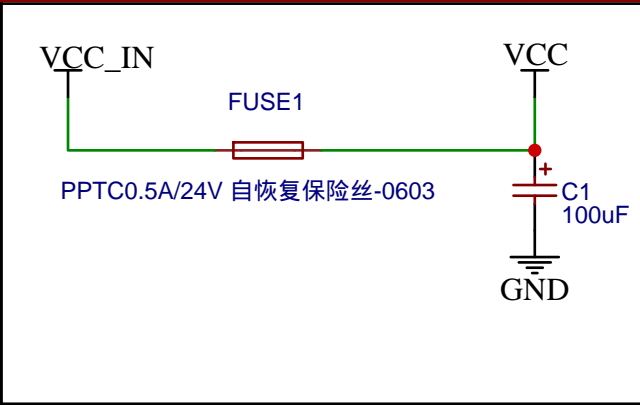 VCC_IN
VCC
FUSE1
PPTC0.5A/24V 自恢复保险丝-0603
+
C1
100uF
GND